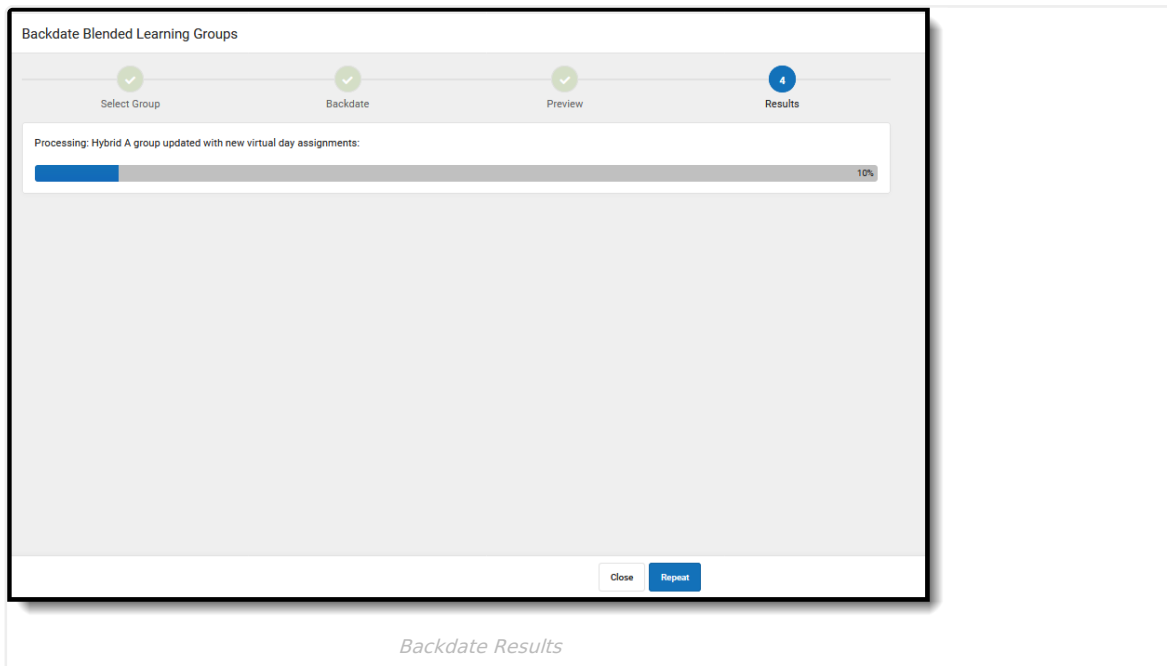 Backdate Blended Learning Groups
4
Select Group
Backdate
Preview
Results
Processing: Hybrid A group updated with new virtual day assignments:
10%
Close
Repeat
Backdate Results